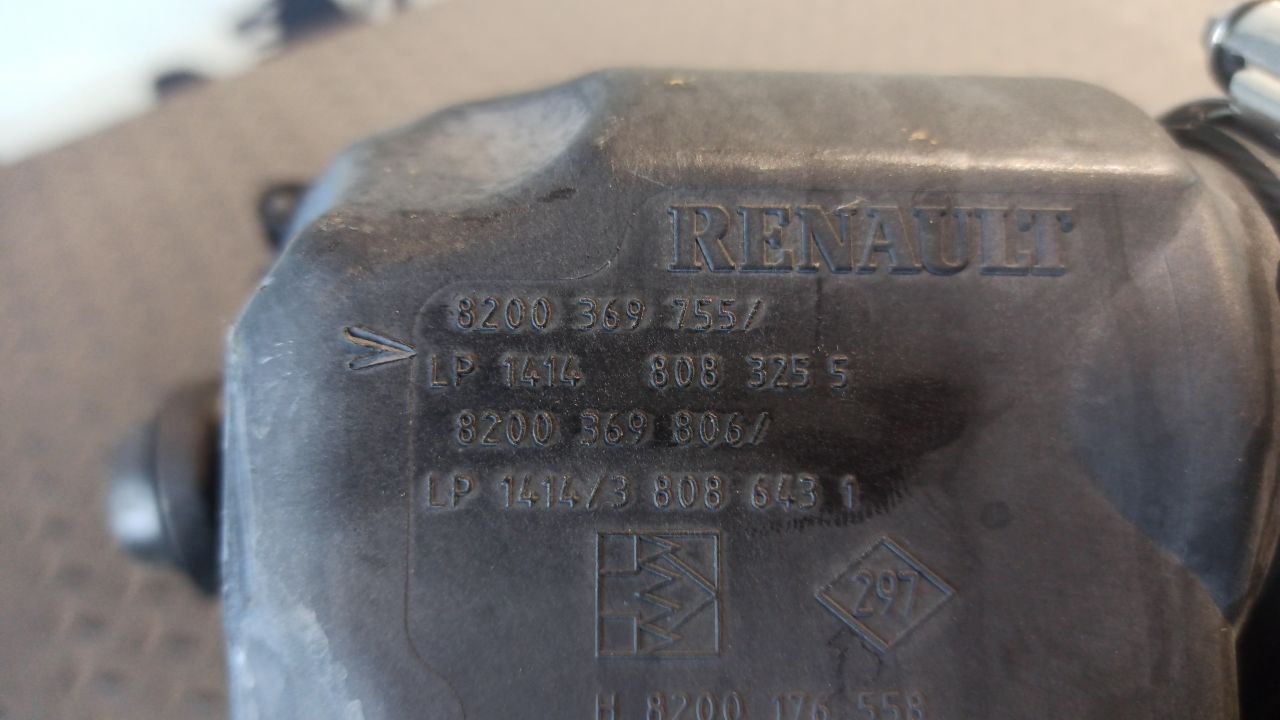 RENAULT
8200 369 755/
LP 1414 808 325 5
8200 369 806/
LP 1414/3 808 643 1
297
H 8200 176 558